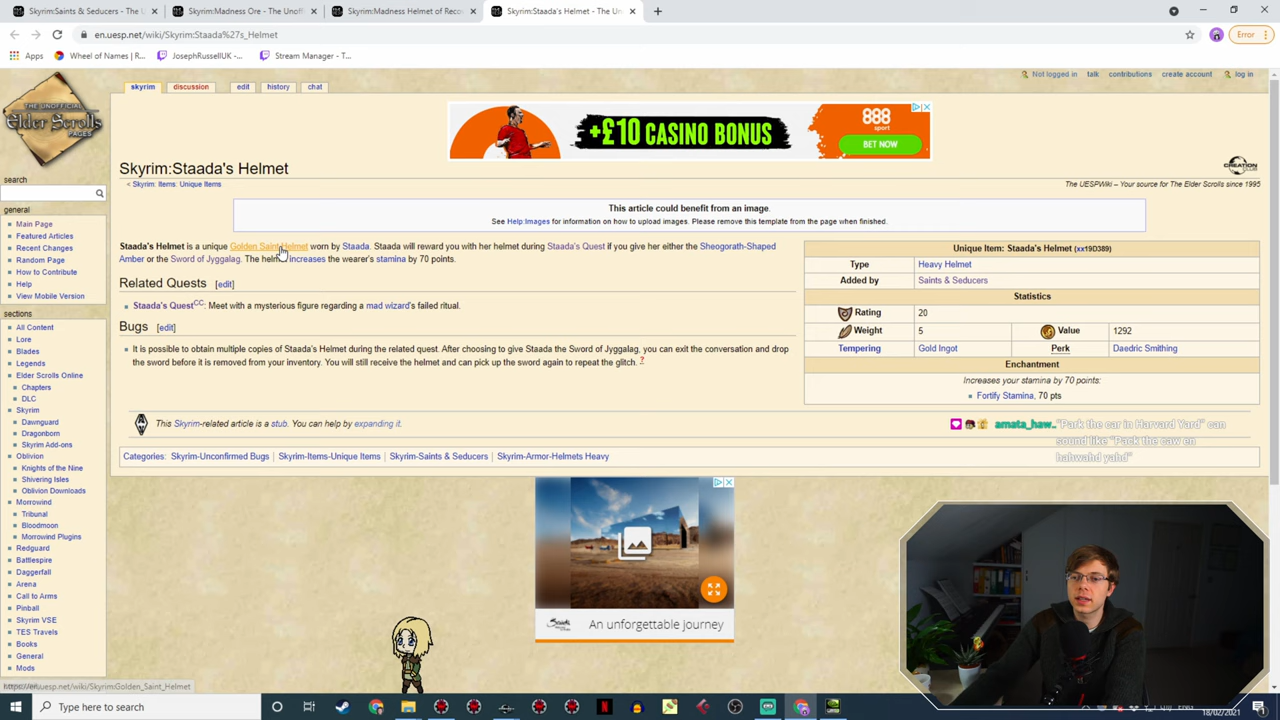 Skyrim:Saints & Seducers - The U
Skyrim:Madness Ore - The Unoff
Skyrim:Madness Helmet of Reco
Skyrim:Staada's Helmet - The Un
en.uesp.net/wiki/Skyrim:Staada%27s_Helmet
Error
Apps
Wheel of Names | R...
JosephRussellUK -...
Stream Manager - T...
Not logged in talk contributions create account log in
skyrim discussion edit history chat
THE UNOFFICIAL
Elder Scrolls
PAGES
+£10 CASINO BONUS
888
sport
BET NOW
Skyrim:Staada's Helmet
< Skyrim: Items: Unique Items
CREATION
The UESPWiki – Your source for The Elder Scrolls since 1995
This article could benefit from an image.
See Help:Images for information on how to upload images. Please remove this template from the page when finished.
Staada's Helmet is a unique Golden Saint Helmet worn by Staada. Staada will reward you with her helmet during Staada's Quest if you give her either the Sheogorath-Shaped
Amber or the Sword of Jyggalag. The helm increases the wearer's stamina by 70 points.
Related Quests [edit]
Staada's QuestCC: Meet with a mysterious figure regarding a mad wizard's failed ritual.
Bugs [edit]
It is possible to obtain multiple copies of Staada's Helmet during the related quest. After choosing to give Staada the Sword of Jyggalag, you can exit the conversation and drop
the sword before it is removed from your inventory. You will still receive the helmet and can pick up the sword again to repeat the glitch. ?
Unique Item: Staada's Helmet (xx19D389)
Type Heavy Helmet
Added by Saints & Seducers
Statistics
Rating 20
Weight 5 Value 1292
Tempering Gold Ingot Perk Daedric Smithing
Enchantment
Increases your stamina by 70 points:
Fortify Stamina, 70 pts
This Skyrim-related article is a stub. You can help by expanding it.
Categories: Skyrim-Unconfirmed Bugs | Skyrim-Items-Unique Items | Skyrim-Saints & Seducers | Skyrim-Armor-Helmets Heavy
amata_haw.. "Park the car in Harvard Yard" can
sound like "Pack the caw en
hahwahd yahd"
An unforgettable journey
search
general
Main Page
Featured Articles
Recent Changes
Random Page
How to Contribute
Help
View Mobile Version
sections
All Content
Lore
Blades
Legends
Elder Scrolls Online
Chapters
DLC
Skyrim
Dawnguard
Dragonborn
Skyrim Add-ons
Oblivion
Knights of the Nine
Shivering Isles
Oblivion Downloads
Morrowind
Tribunal
Bloodmoon
Morrowind Plugins
Redguard
Battlespire
Daggerfall
Arena
Call to Arms
Pinball
Skyrim VSE
TES Travels
Books
General
Mods
https://en.uesp.net/wiki/Skyrim:Golden_Saint_Helmet
Type here to search
18/02/2021